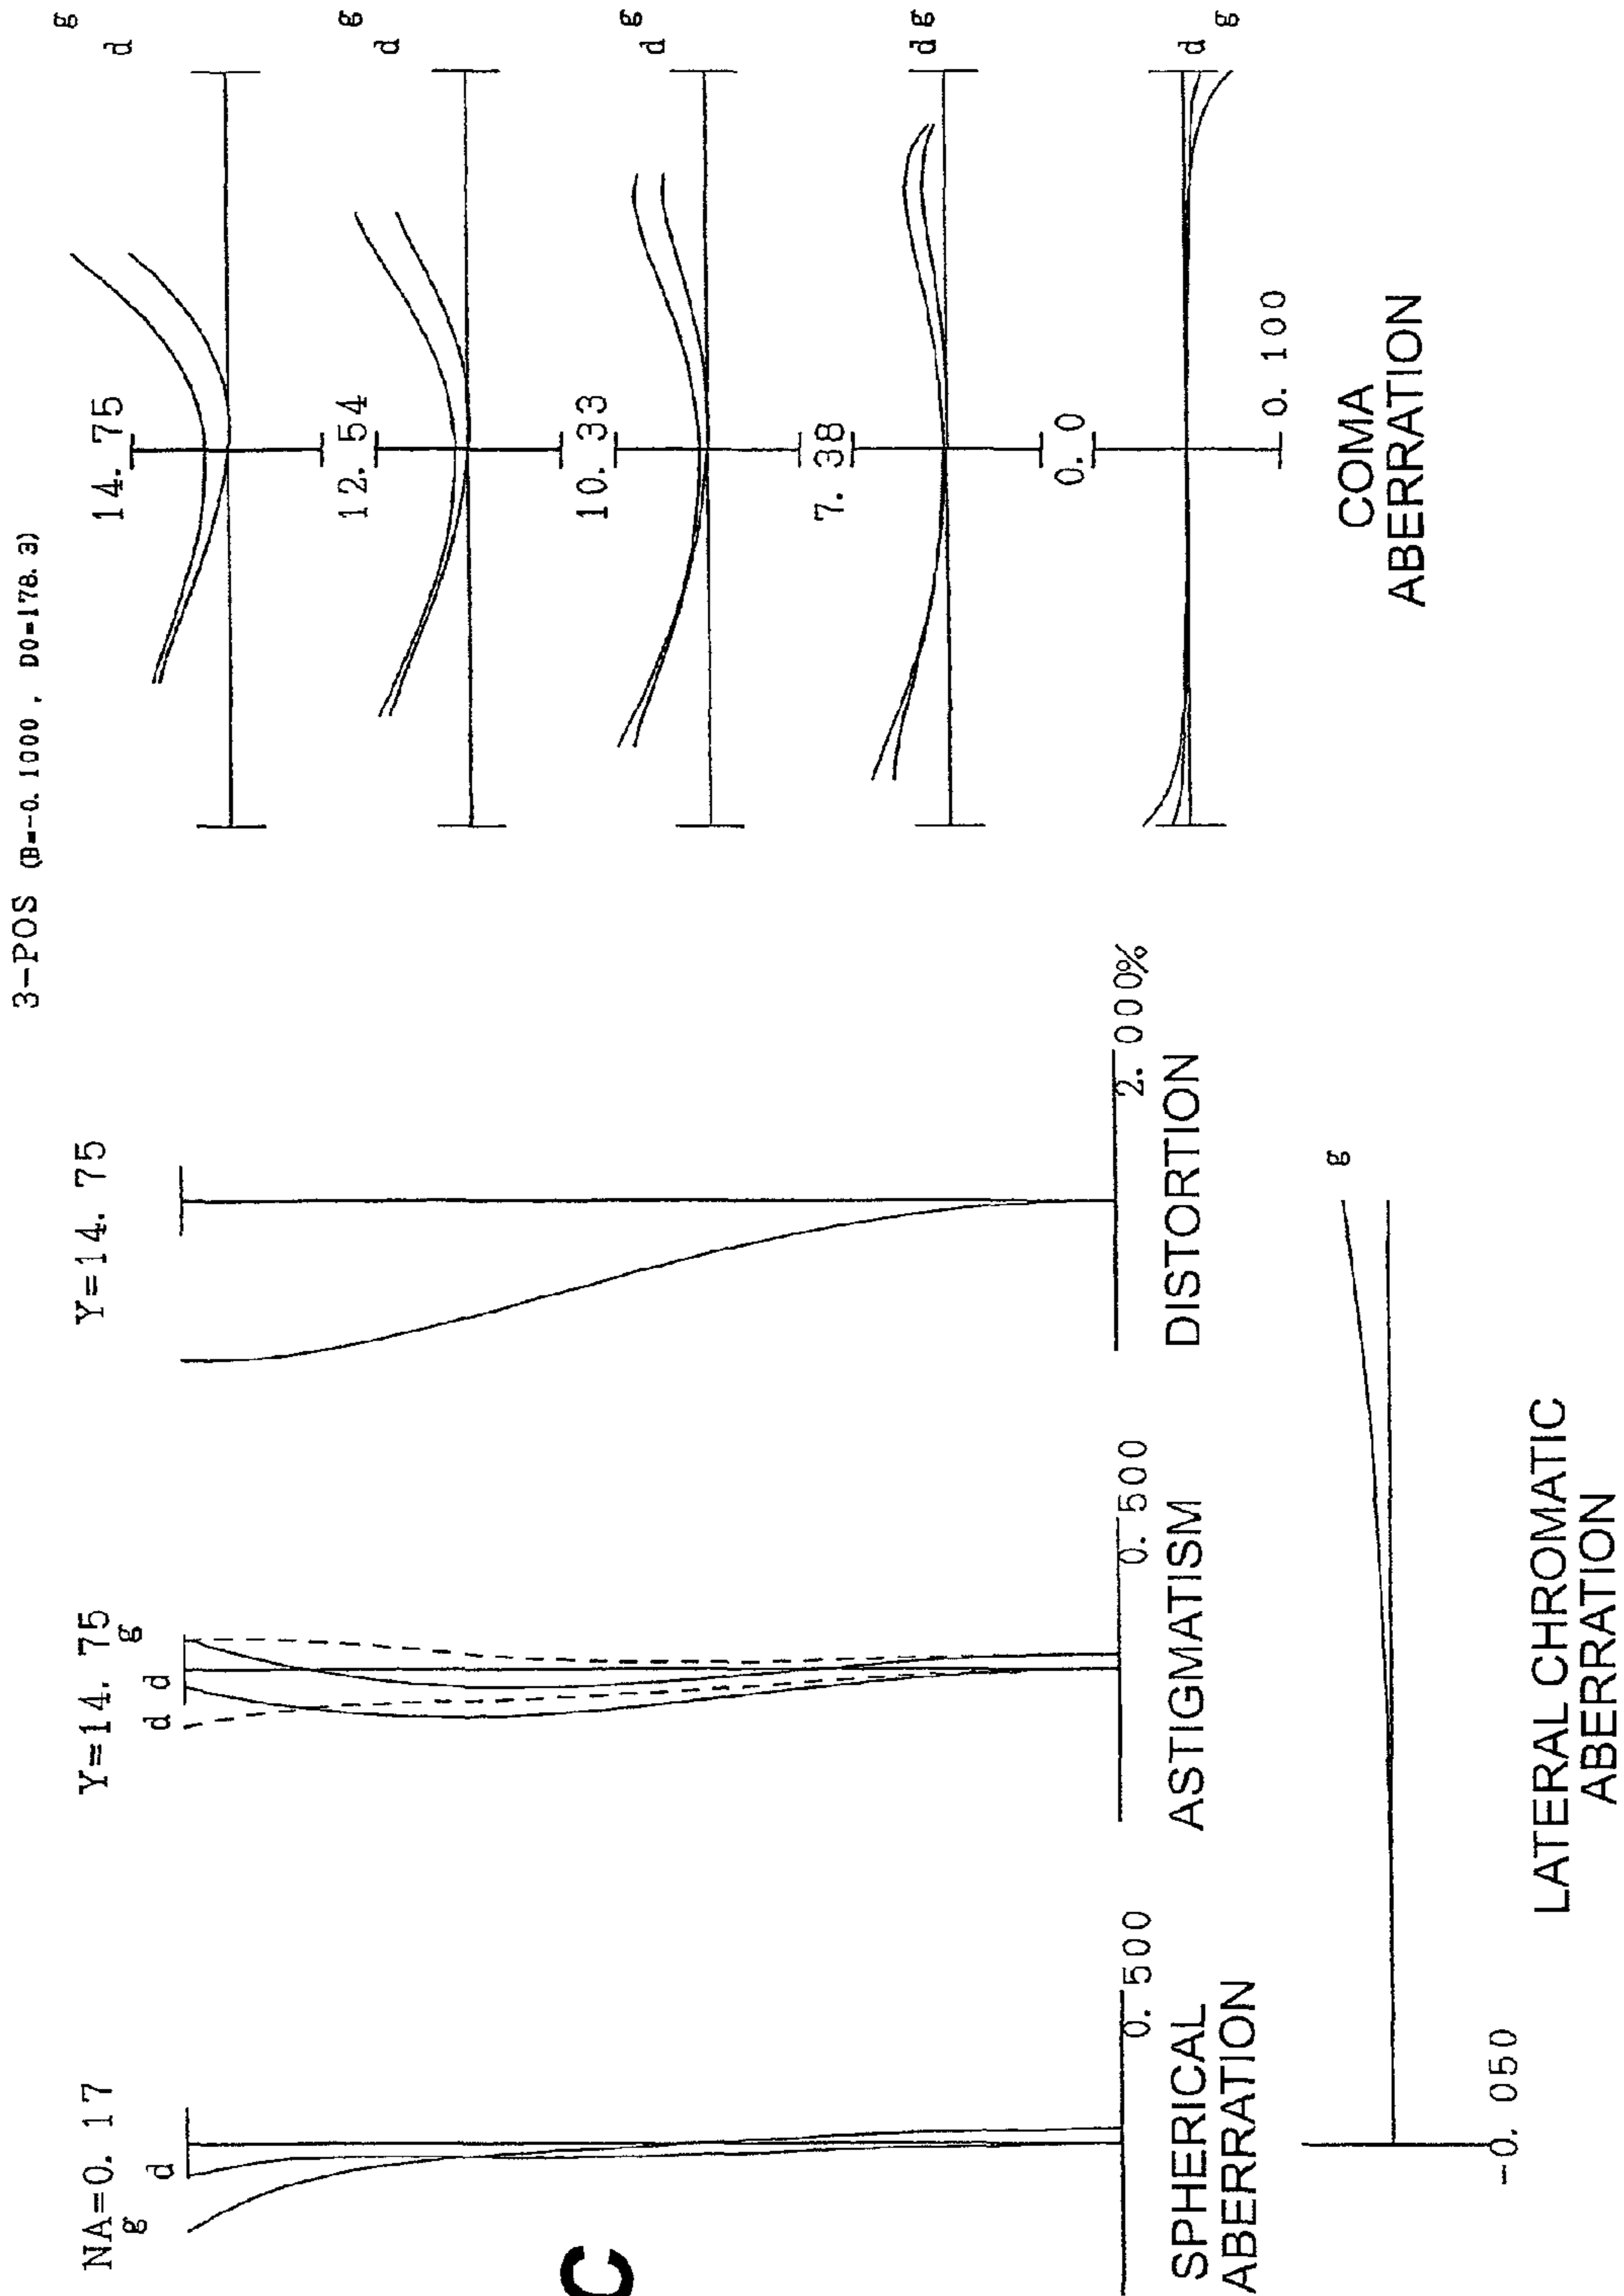 3-POS (B=-0.1000 , D0=178.3)
C
NA=0.17
g
d
0.500
SPHERICAL
ABERRATION
Y=14.75
g
d
d
0.500
ASTIGMATISM
Y=14.75
2.000%
DISTORTION
14.75
g
d
12.54
g
d
10.33
g
d
7.38
d g
0.0
d
g
0.100
COMA
ABERRATION
g
-0.050
LATERAL CHROMATIC
ABERRATION